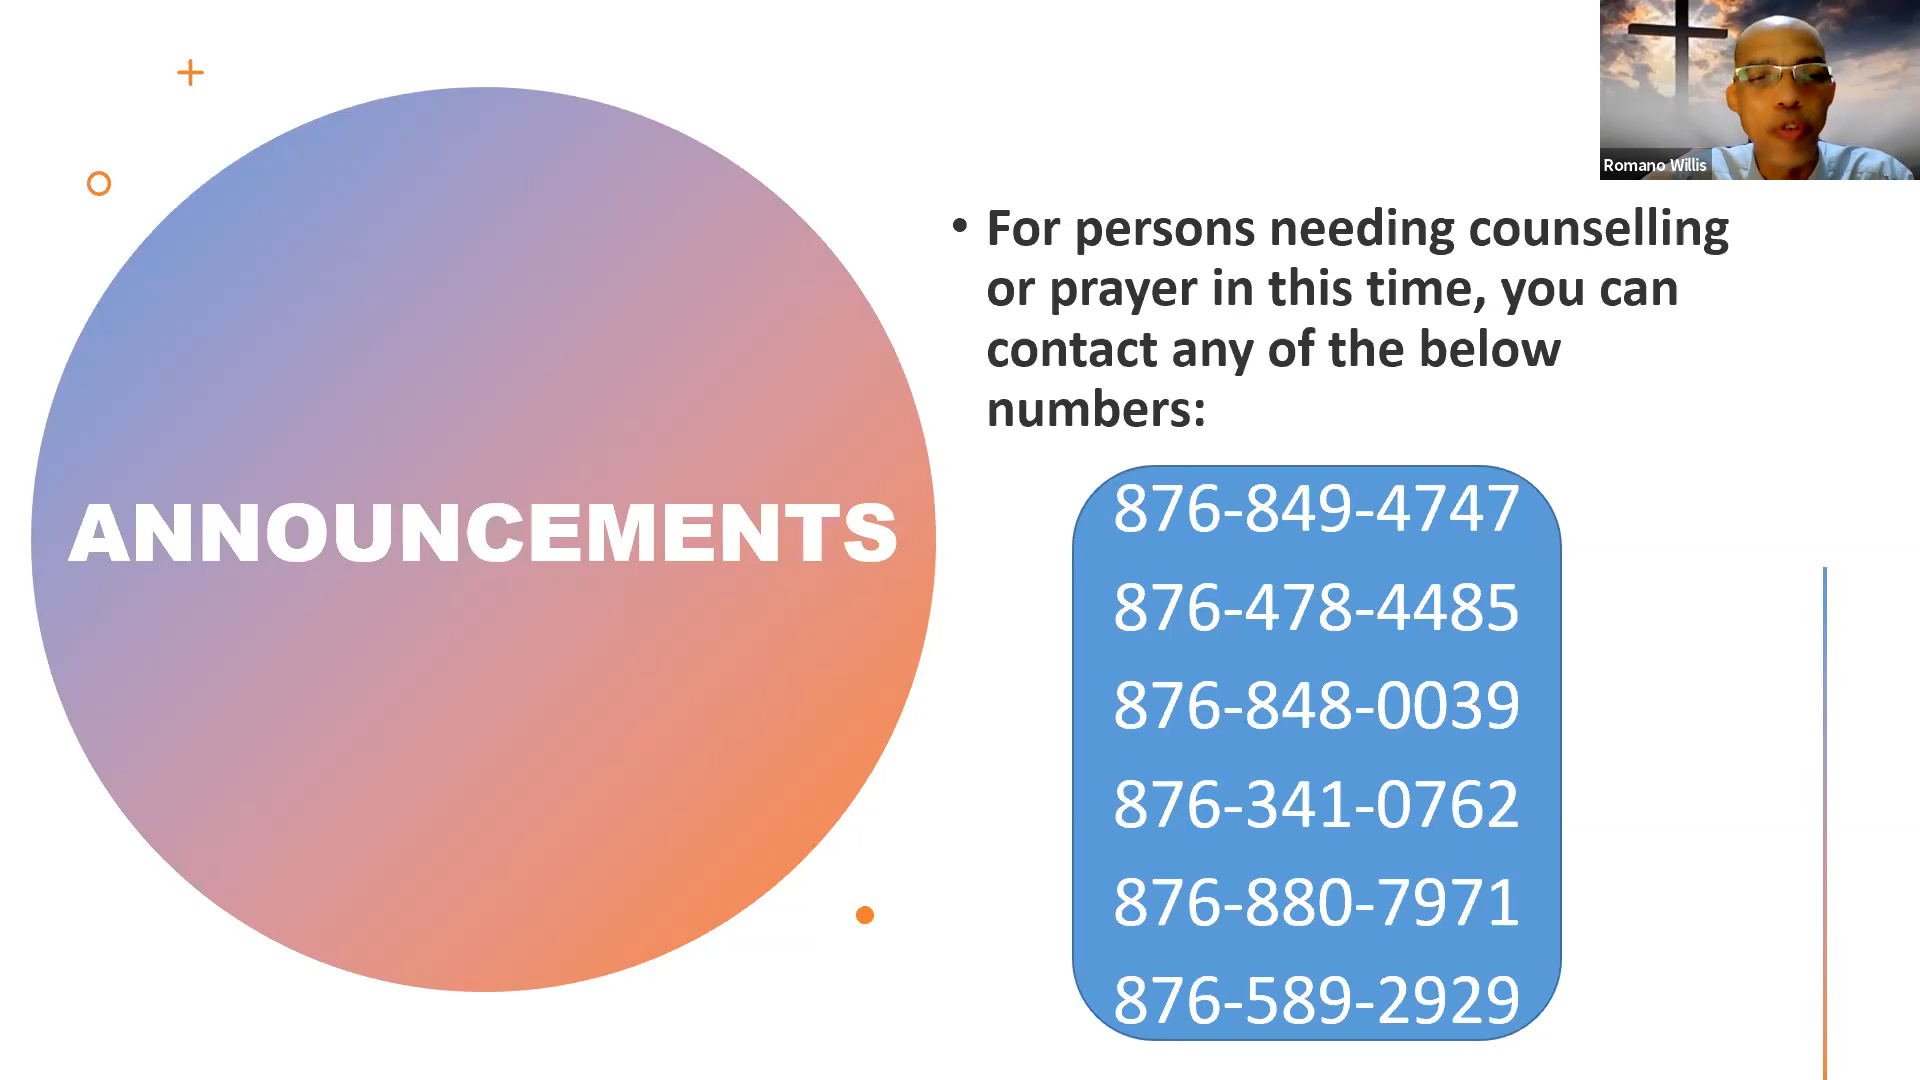 Romano Willis
ANNOUNCEMENTS
• For persons needing counselling
or prayer in this time, you can
contact any of the below
numbers:
876-849-4747
876-478-4485
876-848-0039
876-341-0762
876-880-7971
876-589-2929